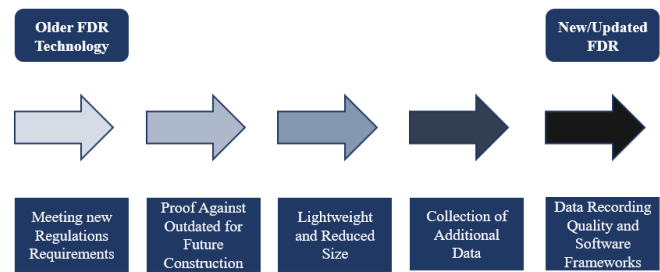 Older FDR
Technology
New/Updated
FDR
Meeting new
Regulations
Requirements
Proof Against
Outdated for
Future
Construction
Lightweight
and Reduced
Size
Collection of
Additional
Data
Data Recording
Quality and
Software
Frameworks